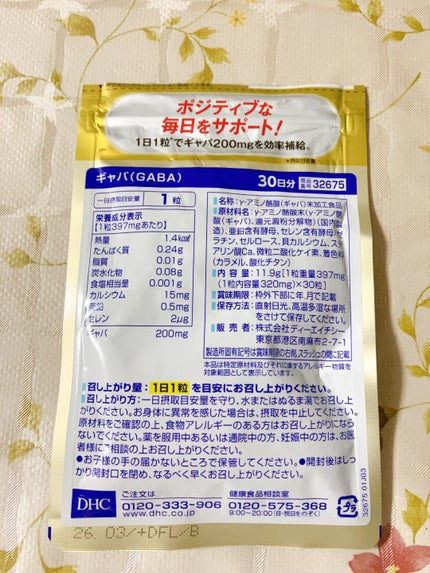 ポジティブな
毎日をサポート!
1日1粒*でギャバ200mgを効率補給。
*摂取目安量
ギャバ(GABA)
30日分 商品番号 32675
一日摂取目安量 1粒
栄養成分表示
[1粒397mgあたり]
熱量 1.4kcal
たんぱく質 0.24g
脂質 0.01g
炭水化物 0.08g
食塩相当量 0.001g
カルシウム 15mg
亜鉛 0.5mg
セレン 2μg
ギャバ 200mg
■名称:γ-アミノ酪酸(ギャバ)末加工食品
■原材料名:γ-アミノ酪酸末(γ-アミノ酪
酸(ギャバ)、還元澱粉分解物)(国内製
造)、亜鉛含有酵母、セレン含有酵母/ゼ
ラチン、セルロース、貝カルシウム、ステ
アリン酸Ca、微粒二酸化ケイ素、着色料
(カラメル、酸化チタン)
■内容量:11.9g[1粒重量397mg
(1粒内容量320mg)×30粒]
■賞味期限:枠外下部に年、月で記載
■保存方法:直射日光、高温多湿な場所
をさけて保存してください。
■販売者:株式会社ディーエイチシー
東京都港区南麻布2-7-1
製造所固有記号は賞味期限の右側、スラッシュの間に記載
本品は特定原材料及びそれに準ずるアレルギー物質を
対象範囲として表示しています。
■召し上がり量:1日1粒を目安にお召し上がりください。
■召し上がり方:一日摂取目安量を守り、水またはぬるま湯でお召し上
がりください。お身体に異常を感じた場合は、摂取を中止してください。
原材料をご確認の上、食物アレルギーのある方はお召し上がりになら
ないでください。薬を服用中あるいは通院中の方、妊娠中の方は、お医
者様にご相談の上お召し上がりください。
●お子様の手の届かないところで保管してください。●開封後はしっか
り開封口を閉め、なるべく早くお召し上がりください。
DHC
ご注文は……
0120-333-906
www.dhc.co.jp
健康食品相談室
0120-575-368
9:00〜20:00(日・祝日をのぞく)
プラ
32675 01J03
26. 03/+DFL/B